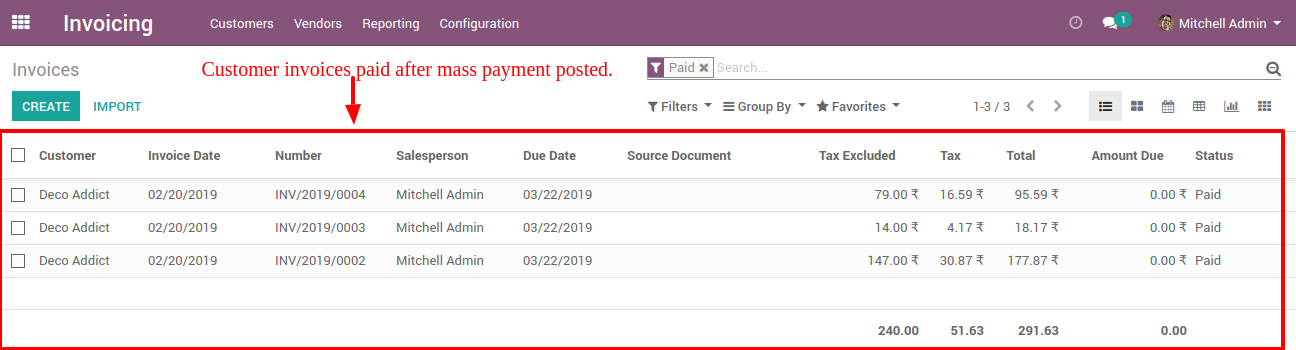 Invoicing Customers Vendors Reporting Configuration 1 Mitchell Admin
Invoices Customer invoices paid after mass payment posted. Paid Search...
CREATE IMPORT Filters Group By Favorites 1-3 / 3
Customer Invoice Date Number Salesperson Due Date Source Document Tax Excluded Tax Total Amount Due Status
Deco Addict 02/20/2019 INV/2019/0004 Mitchell Admin 03/22/2019 79.00 ₹ 16.59 ₹ 95.59 ₹ 0.00 ₹ Paid
Deco Addict 02/20/2019 INV/2019/0003 Mitchell Admin 03/22/2019 14.00 ₹ 4.17 ₹ 18.17 ₹ 0.00 ₹ Paid
Deco Addict 02/20/2019 INV/2019/0002 Mitchell Admin 03/22/2019 147.00 ₹ 30.87 ₹ 177.87 ₹ 0.00 ₹ Paid
240.00 51.63 291.63 0.00